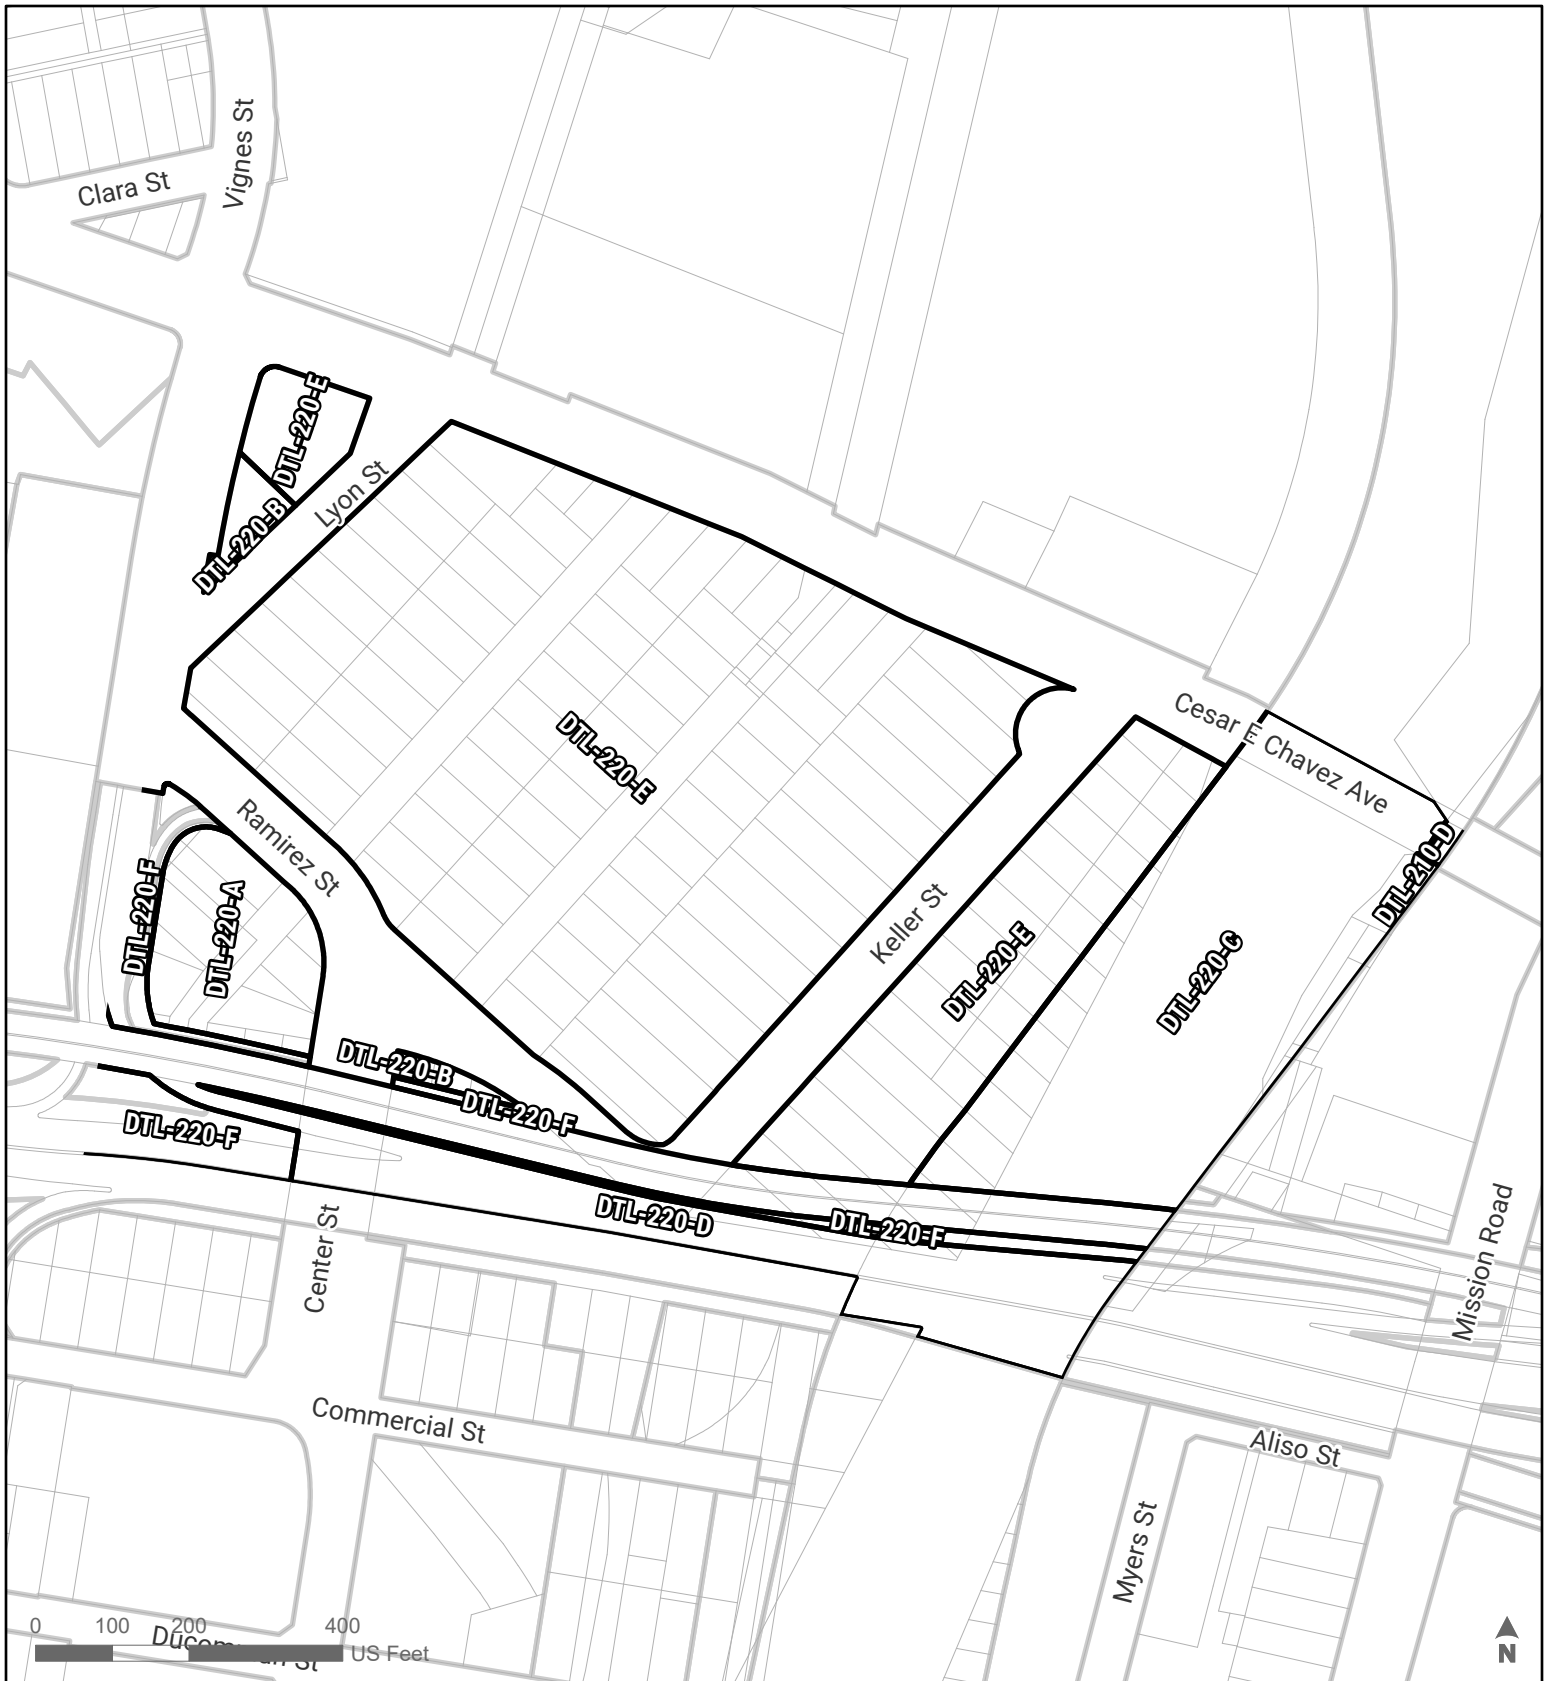 Vignes St
Clara St
DTL-220-E
Lyon St
DTL-220-B
Cesar E Chavez Ave
DTL-220-E
Ramirez St
DTL-210-D
DTL-220-F
DTL-220-A
Keller St
DTL-220-E
DTL-220-C
DTL-220-B
DTL-220-F
DTL-220-F
DTL-220-D
DTL-220-F
Center St
Mission Road
Commercial St
Aliso St
Myers St
0 100 200 400
US Feet
St
N